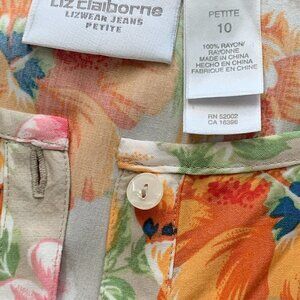 Liz Claiborne
LIZWEAR JEANS
PETITE
PETITE
10
100% RAYON/
RAYONNE
MADE IN CHINA
HECHO EN CHINA
FABRIQUE EN CHINE
RN 52002
CA 16396